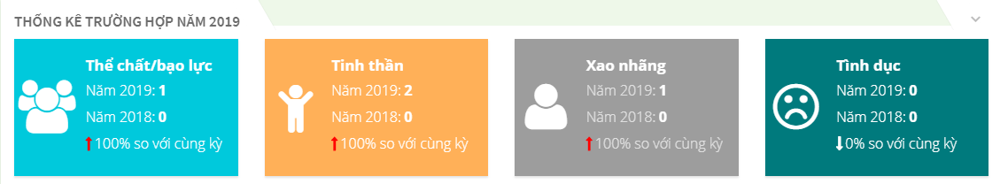 THỐNG KÊ TRƯỜNG HỢP NĂM 2019
Thể chất/bạo lực
Năm 2019: 1
Năm 2018: 0
100% so với cùng kỳ
Tinh thần
Năm 2019: 2
Năm 2018: 0
100% so với cùng kỳ
Xao nhãng
Năm 2019: 1
Năm 2018: 0
100% so với cùng kỳ
Tình dục
Năm 2019: 0
Năm 2018: 0
0% so với cùng kỳ